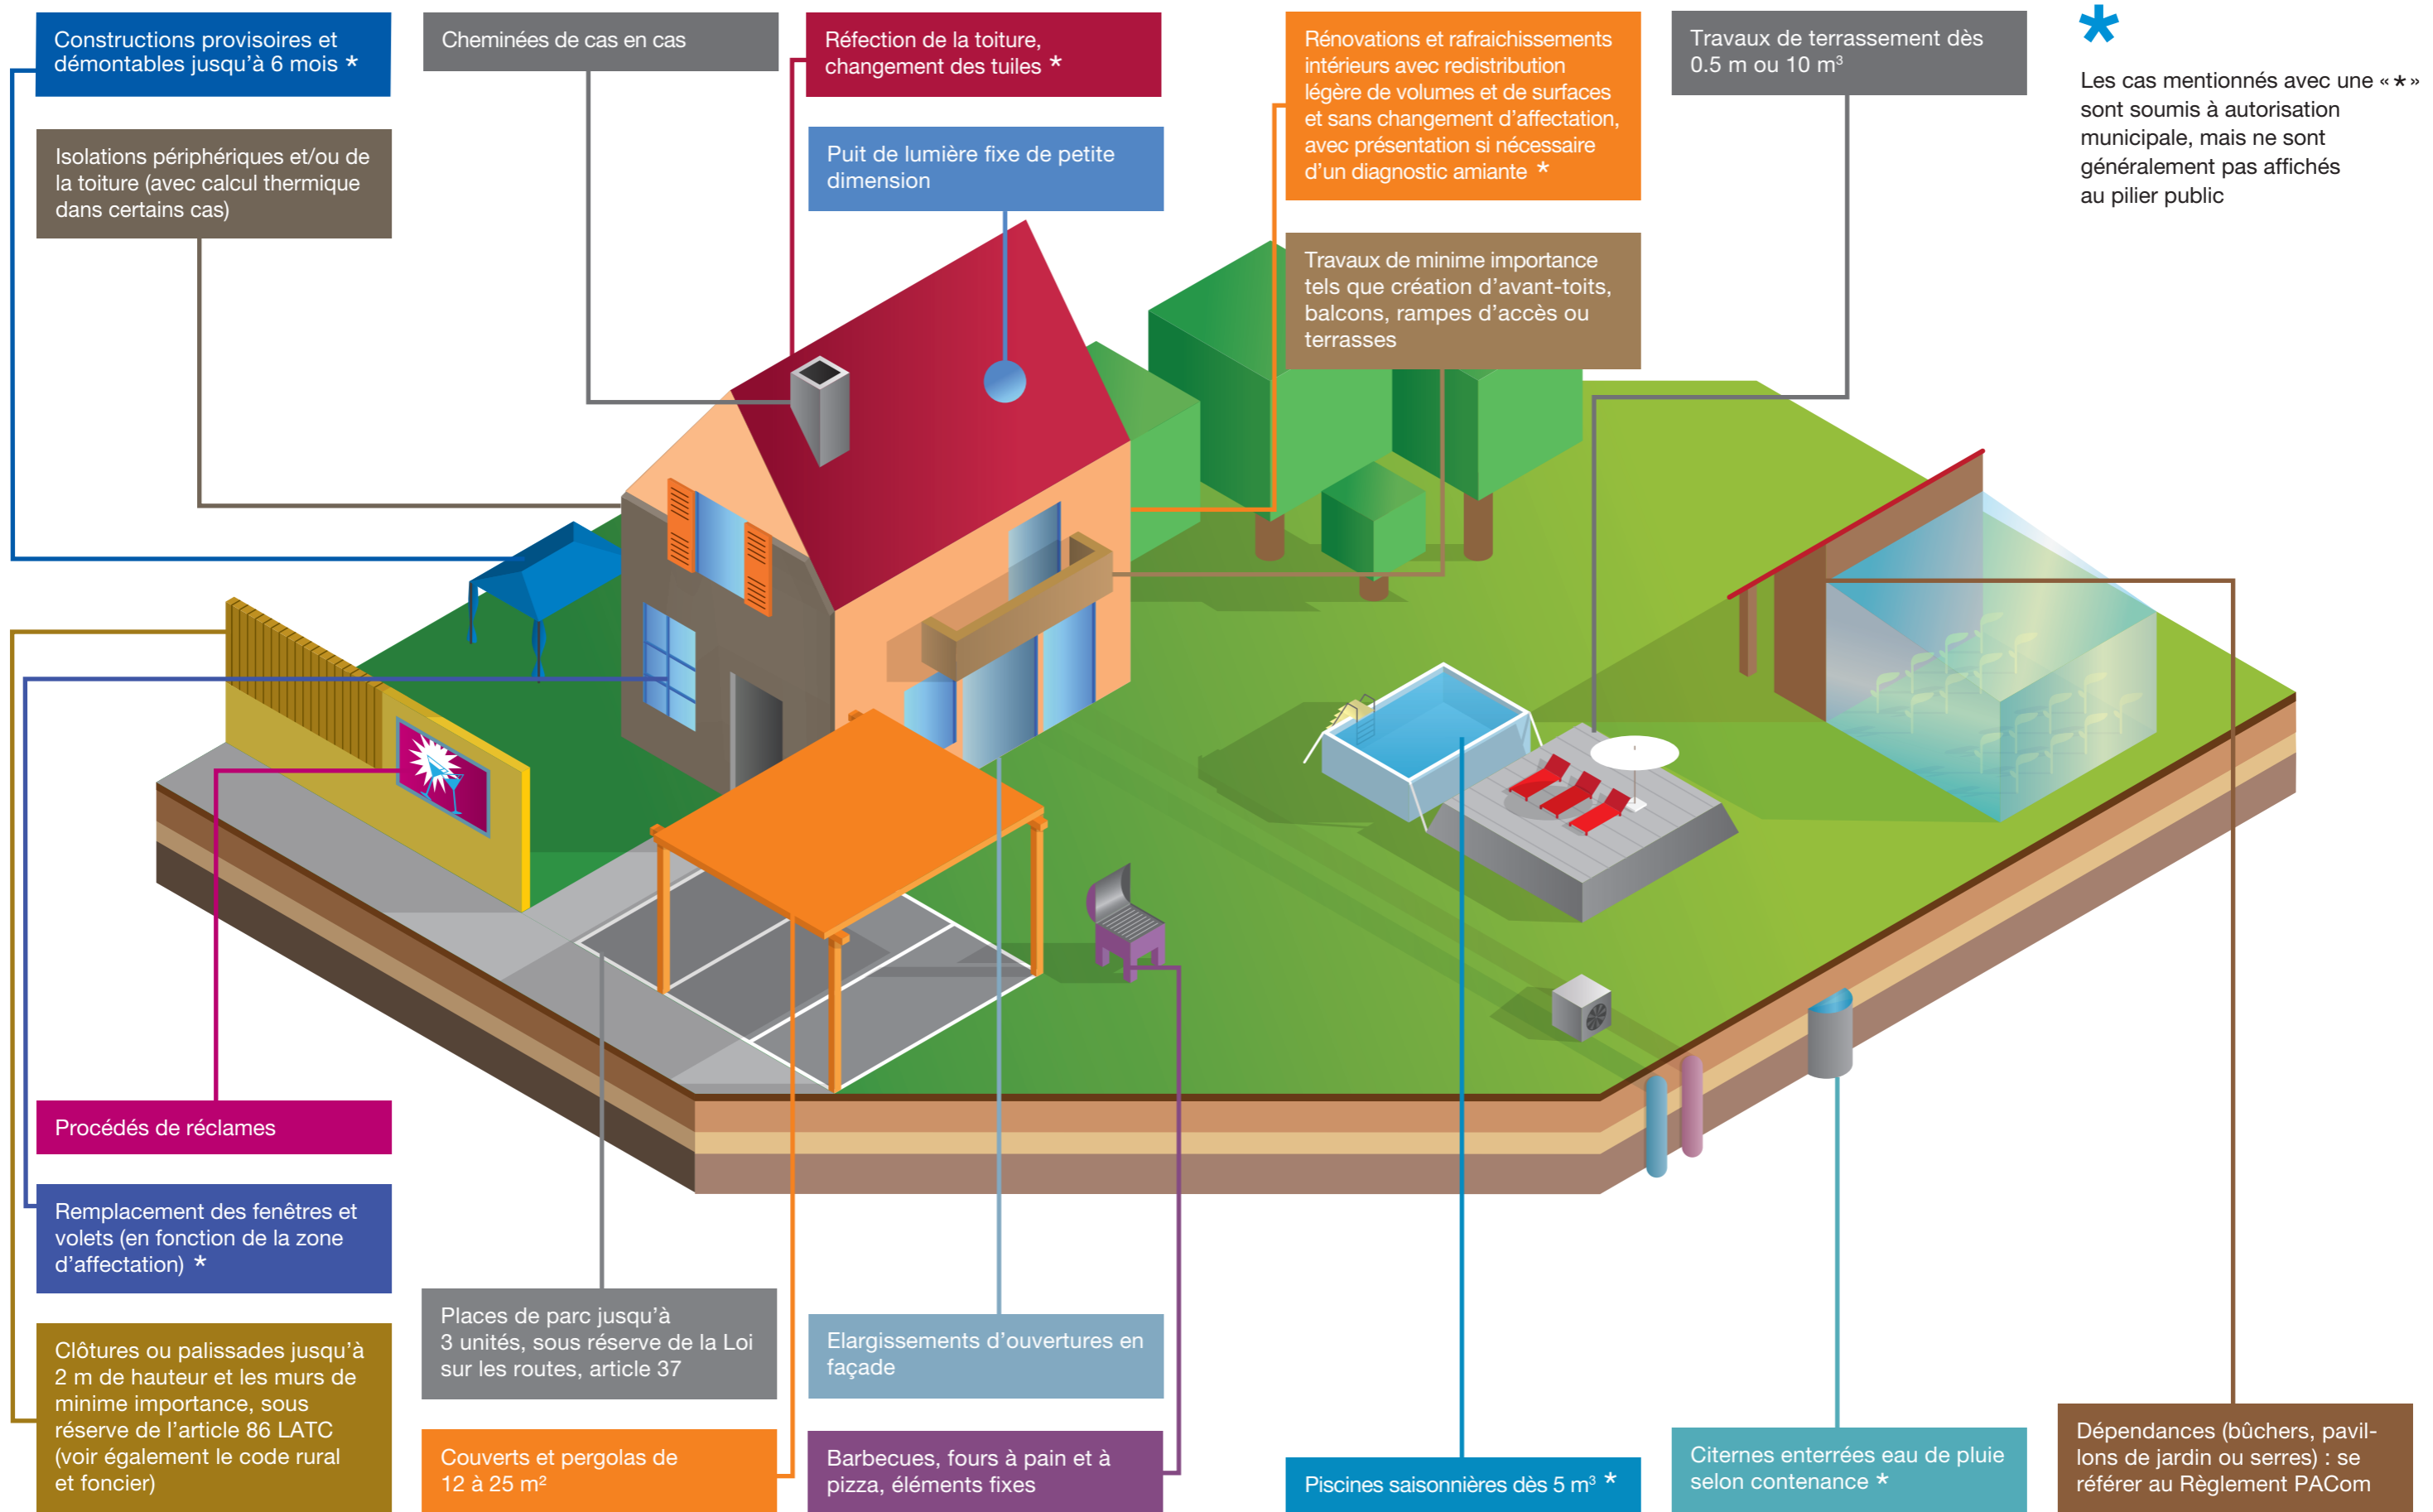 Constructions provisoires et
démontables jusqu'à 6 mois *
Cheminées de cas en cas
Réfection de la toiture,
changement des tuiles *
Rénovations et rafraichissements
intérieurs avec redistribution
légère de volumes et de surfaces
et sans changement d'affectation,
avec présentation si nécessaire
d'un diagnostic amiante *
Travaux de terrassement dès
0.5 m ou 10 m³
*
Les cas mentionnés avec une «*»
sont soumis à autorisation
municipale, mais ne sont
généralement pas affichés
au pilier public
Isolations périphériques et/ou de
la toiture (avec calcul thermique
dans certains cas)
Puit de lumière fixe de petite
dimension
Travaux de minime importance
tels que création d'avant-toits,
balcons, rampes d'accès ou
terrasses
Procédés de réclames
Remplacement des fenêtres et
volets (en fonction de la zone
d'affectation) *
Clôtures ou palissades jusqu'à
2 m de hauteur et les murs de
minime importance, sous
réserve de l'article 86 LATC
(voir également le code rural
et foncier)
Places de parc jusqu'à
3 unités, sous réserve de la Loi
sur les routes, article 37
Couverts et pergolas de
12 à 25 m²
Elargissements d'ouvertures en
façade
Barbecues, fours à pain et à
pizza, éléments fixes
Piscines saisonnières dès 5 m³ *
Citernes enterrées eau de pluie
selon contenance *
Dépendances (bûchers, pavil-
lons de jardin ou serres) : se
référer au Règlement PACom